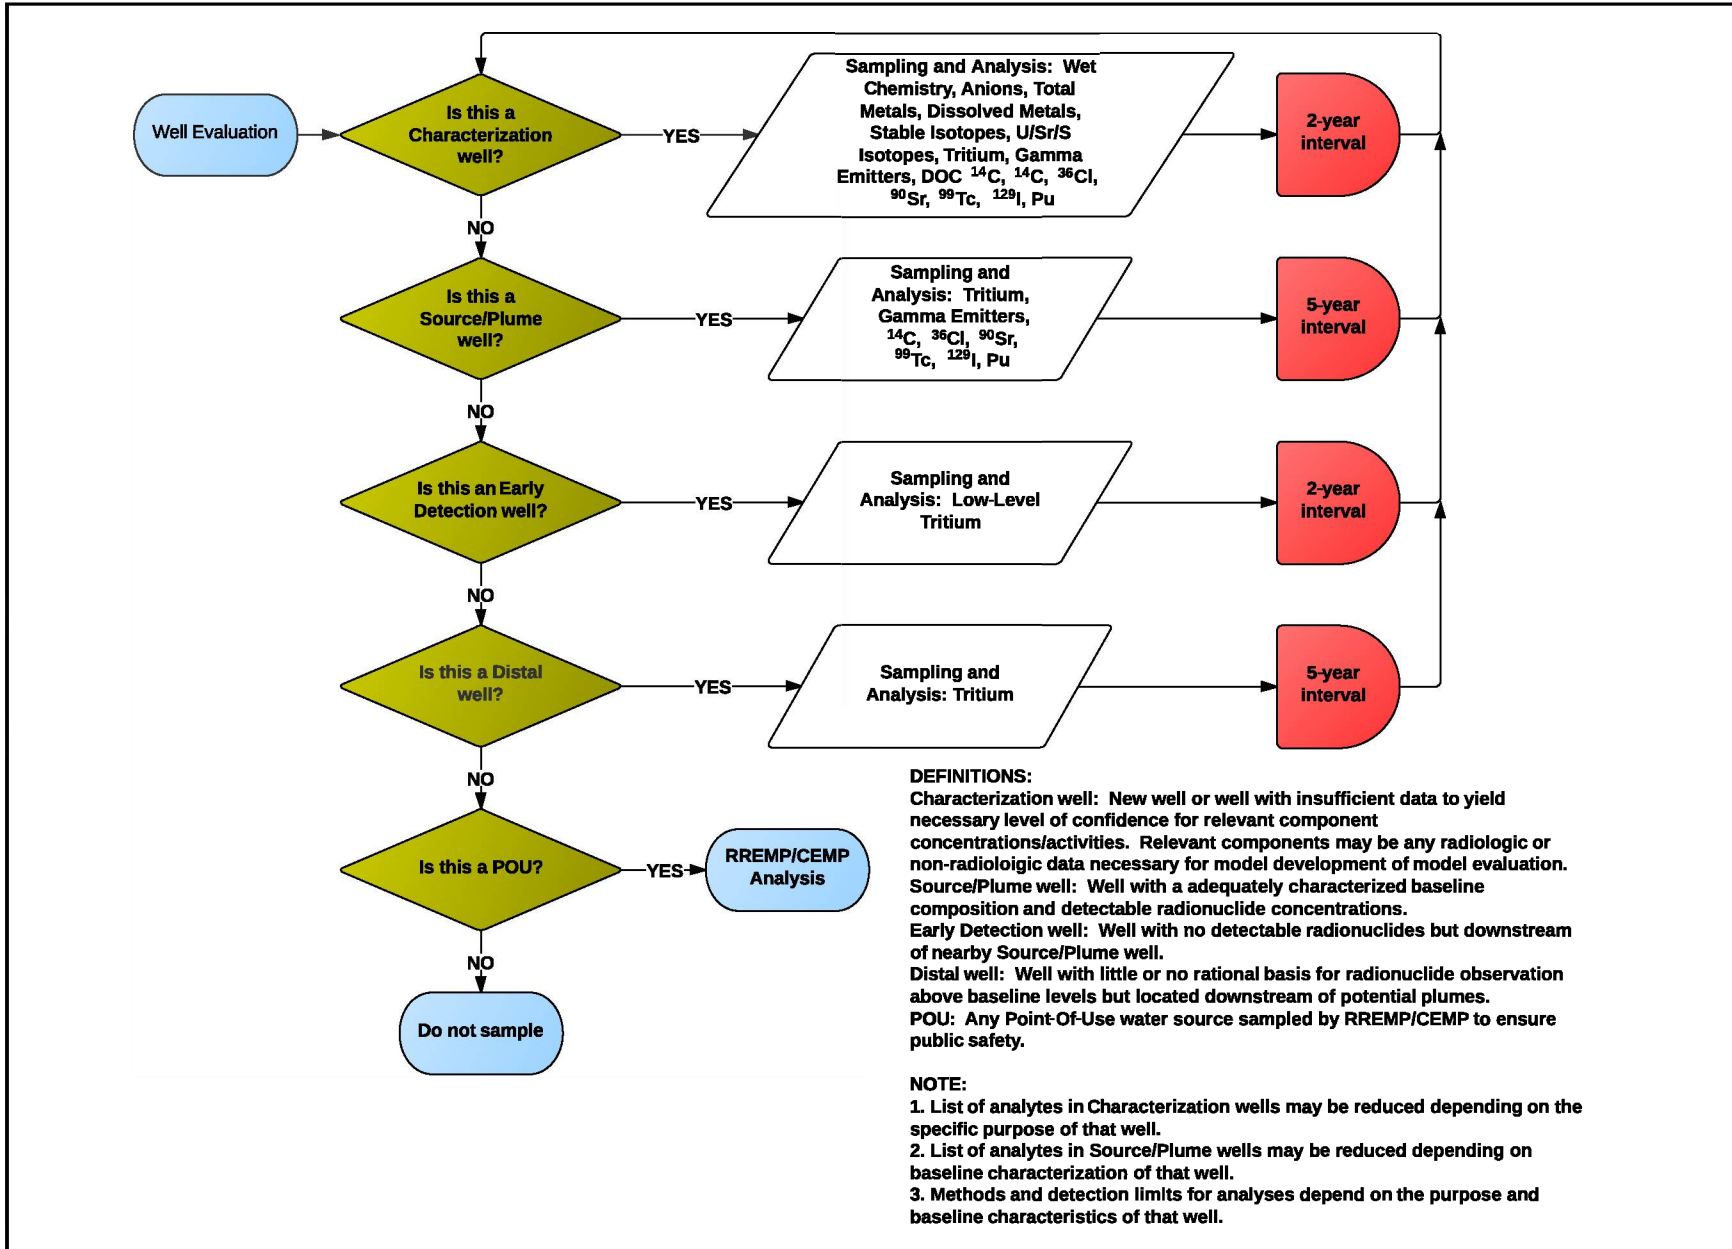 Well Evaluation
Is this a
Characterization
well?
YES
Sampling and Analysis: Wet
Chemistry, Anions, Total
Metals, Dissolved Metals,
Stable Isotopes, U/Sr/S
Isotopes, Tritium, Gamma
Emitters, DOC ¹⁴C, ¹⁴C, ³⁶Cl,
⁹⁰Sr, ⁹⁹Tc, ¹²⁹I, Pu
2-year
interval
NO
Is this a
Source/Plume
well?
YES
Sampling and
Analysis: Tritium,
Gamma Emitters,
¹⁴C, ³⁶Cl, ⁹⁰Sr,
⁹⁹Tc, ¹²⁹I, Pu
5-year
interval
NO
Is this an Early
Detection well?
YES
Sampling and
Analysis: Low-Level
Tritium
2-year
interval
NO
Is this a Distal
well?
YES
Sampling and
Analysis: Tritium
5-year
interval
NO
Is this a POU?
YES
RREMP/CEMP
Analysis
NO
Do not sample
DEFINITIONS:
Characterization well: New well or well with insufficient data to yield
necessary level of confidence for relevant component
concentrations/activities. Relevant components may be any radiologic or
non-radioloigic data necessary for model development of model evaluation.
Source/Plume well: Well with a adequately characterized baseline
composition and detectable radionuclide concentrations.
Early Detection well: Well with no detectable radionuclides but downstream
of nearby Source/Plume well.
Distal well: Well with little or no rational basis for radionuclide observation
above baseline levels but located downstream of potential plumes.
POU: Any Point-Of-Use water source sampled by RREMP/CEMP to ensure
public safety.
NOTE:
1. List of analytes in Characterization wells may be reduced depending on the
specific purpose of that well.
2. List of analytes in Source/Plume wells may be reduced depending on
baseline characterization of that well.
3. Methods and detection limits for analyses depend on the purpose and
baseline characteristics of that well.